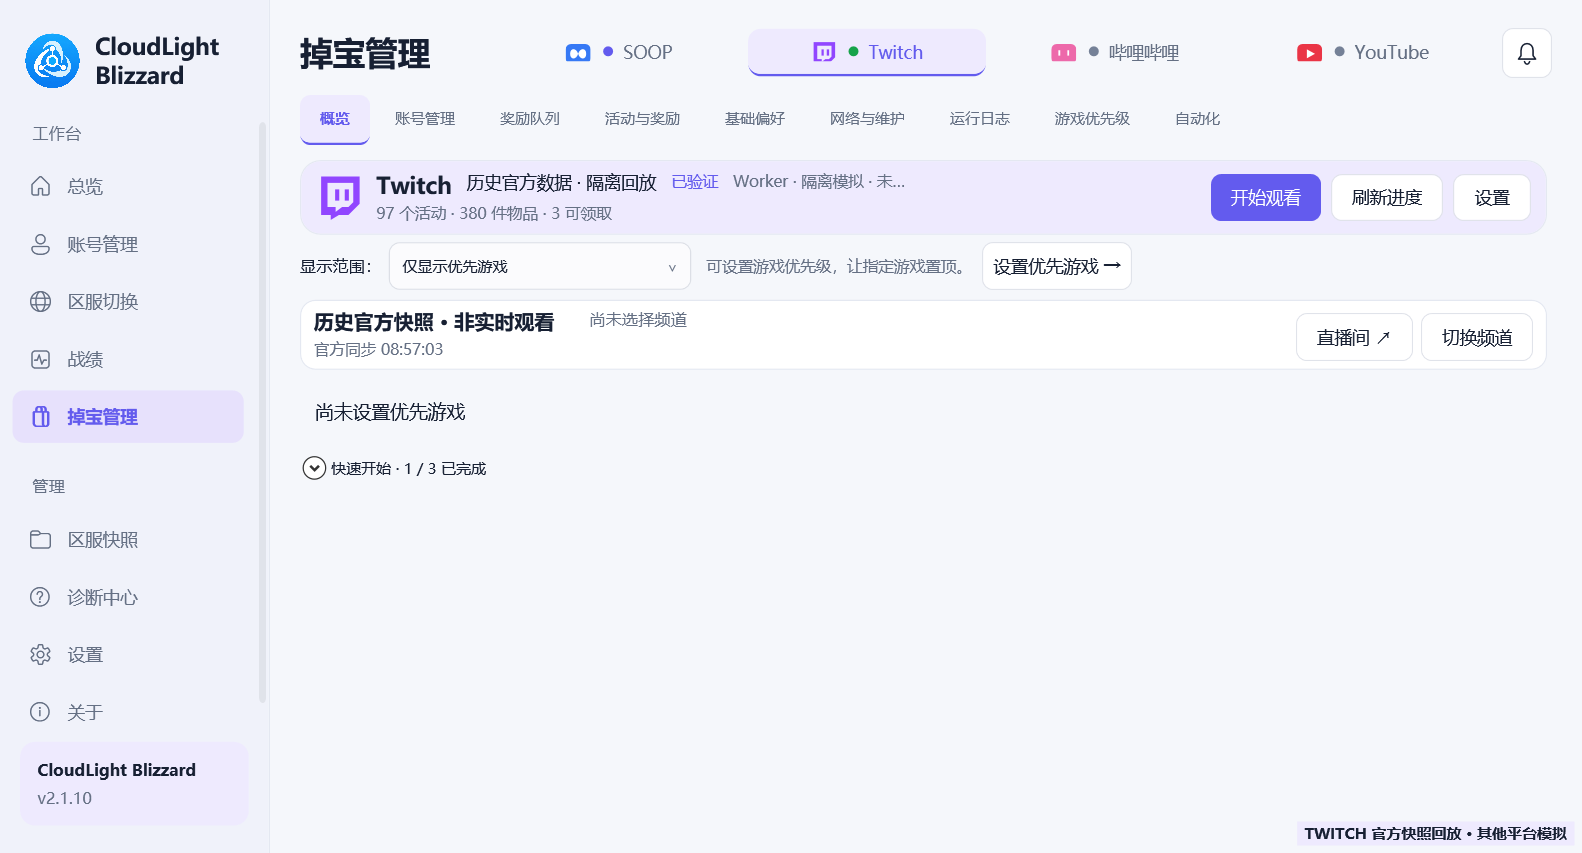 CloudLight
Blizzard
工作台
总览
账号管理
区服切换
战绩
掉宝管理
管理
区服快照
诊断中心
设置
关于
CloudLight Blizzard
v2.1.10
掉宝管理
SOOP
Twitch
哔哩哔哩
YouTube
概览
账号管理
奖励队列
活动与奖励
基础偏好
网络与维护
运行日志
游戏优先级
自动化
Twitch 历史官方数据 · 隔离回放 已验证 Worker · 隔离模拟 · 未...
97 个活动 · 380 件物品 · 3 可领取
开始观看
刷新进度
设置
显示范围：
仅显示优先游戏
可设置游戏优先级，让指定游戏置顶。
设置优先游戏 →
历史官方快照 • 非实时观看 尚未选择频道
官方同步 08:57:03
直播间 ↗
切换频道
尚未设置优先游戏
快速开始 · 1 / 3 已完成
TWITCH 官方快照回放 • 其他平台模拟